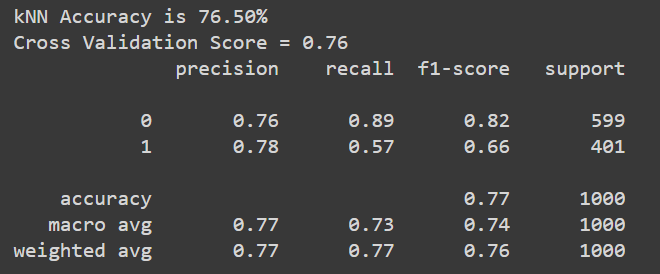 kNN Accuracy is 76.50%
Cross Validation Score = 0.76
precision recall f1-score support
0 0.76 0.89 0.82 599
1 0.78 0.57 0.66 401
accuracy 0.77 1000
macro avg 0.77 0.73 0.74 1000
weighted avg 0.77 0.77 0.76 1000